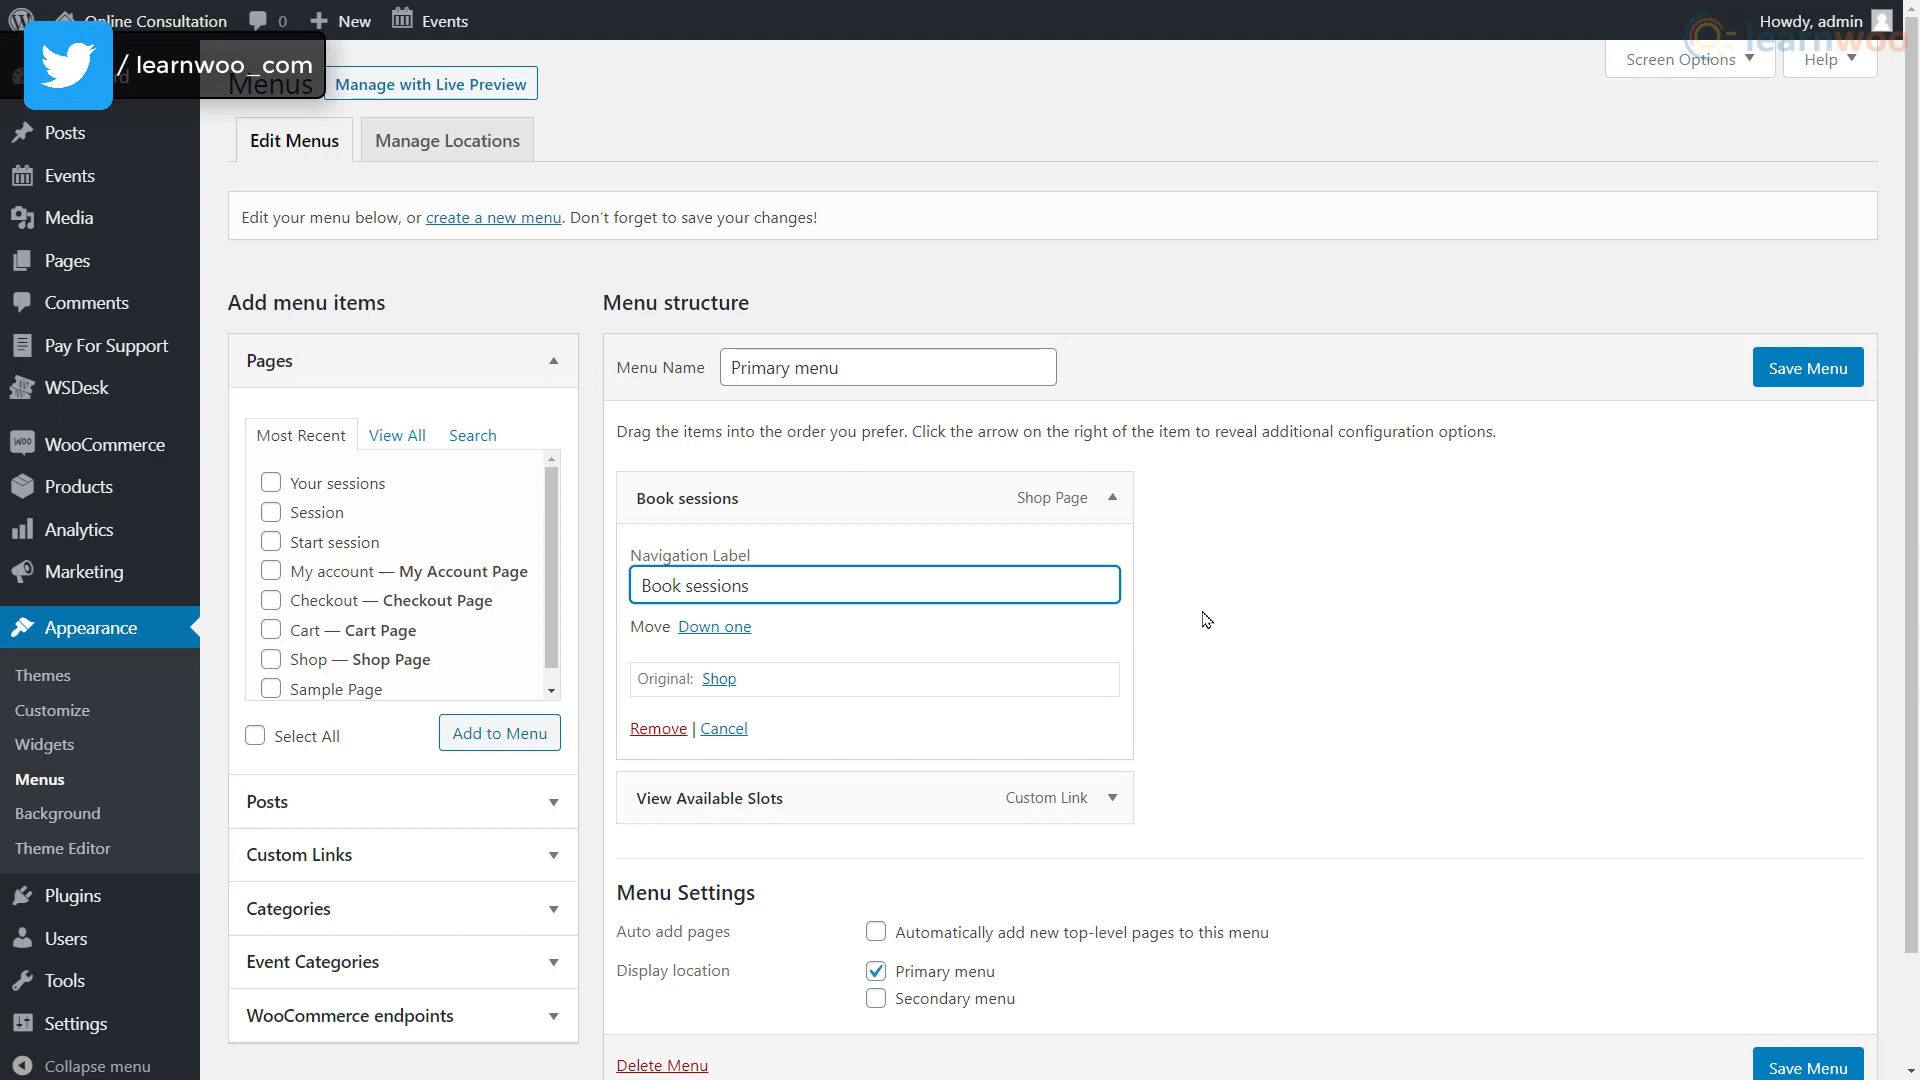 Online Consultation 0 New Events Howdy, admin
/ learnwoo_com
learnwoo
Menus Manage with Live Preview Screen Options Help
Edit Menus Manage Locations
Edit your menu below, or create a new menu. Don't forget to save your changes!
Posts
Events
Media
Pages
Comments
Pay For Support
WSDesk
WooCommerce
Products
Analytics
Marketing
Appearance
Themes
Customize
Widgets
Menus
Background
Theme Editor
Plugins
Users
Tools
Settings
Collapse menu
Add menu items
Pages
Most Recent View All Search
Your sessions
Session
Start session
My account — My Account Page
Checkout — Checkout Page
Cart — Cart Page
Shop — Shop Page
Sample Page
Select All Add to Menu
Posts
Custom Links
Categories
Event Categories
WooCommerce endpoints
Menu structure
Menu Name Primary menu Save Menu
Drag the items into the order you prefer. Click the arrow on the right of the item to reveal additional configuration options.
Book sessions Shop Page
Navigation Label
Book sessions
Move Down one
Original: Shop
Remove | Cancel
View Available Slots Custom Link
Menu Settings
Auto add pages Automatically add new top-level pages to this menu
Display location Primary menu
Secondary menu
Delete Menu Save Menu